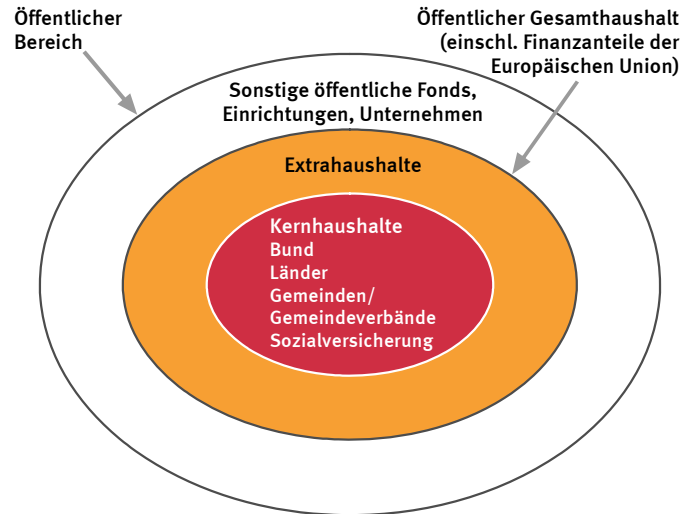 Öffentlicher
Bereich
Öffentlicher Gesamthaushalt
(einschl. Finanzanteile der
Europäischen Union)
Sonstige öffentliche Fonds,
Einrichtungen, Unternehmen
Extrahaushalte
Kernhaushalte
Bund
Länder
Gemeinden/
Gemeindeverbände
Sozialversicherung